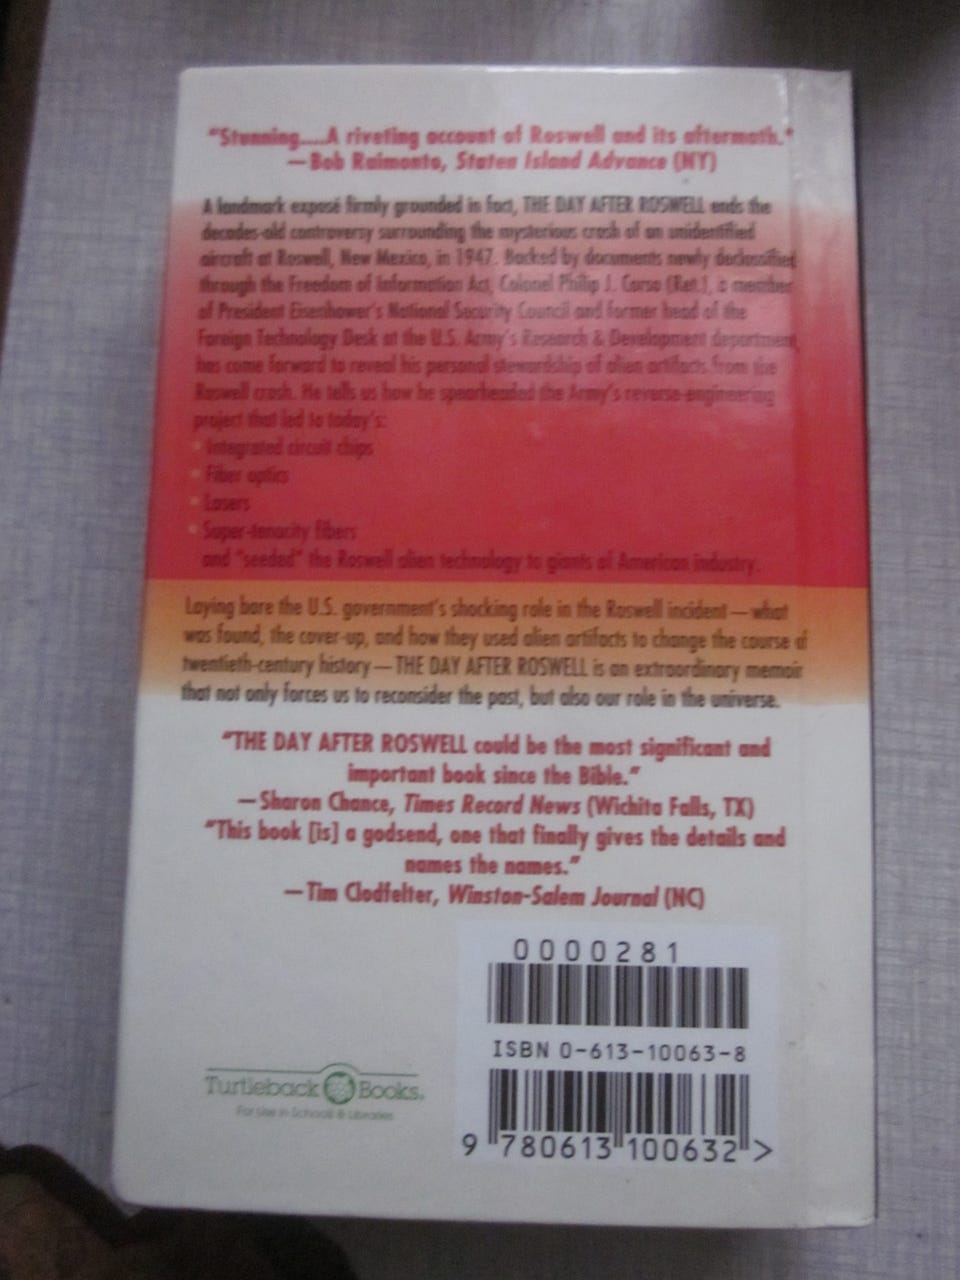 "Stunning....A riveting account of Roswell and its aftermath."
—Bob Raimonto, Staten Island Advance (NY)
A landmark exposé firmly grounded in fact, THE DAY AFTER ROSWELL ends the
decades-old controversy surrounding the mysterious crash of an unidentified
aircraft at Roswell, New Mexico, in 1947. Backed by documents newly declassified
through the Freedom of Information Act, Colonel Philip J. Corso (Ret.), a member
of President Eisenhower's National Security Council and former head of the
Foreign Technology Desk at the U.S. Army's Research & Development department,
has come forward to reveal his personal stewardship of alien artifacts from the
Roswell crash. He tells us how he spearheaded the Army's reverse-engineering
project that led to today's:
• Integrated circuit chips
• Fiber optics
• Lasers
• Super-tenacity fibers
and "seeded" the Roswell alien technology to giants of American industry.
Laying bare the U.S. government's shocking role in the Roswell incident—what
was found, the cover-up, and how they used alien artifacts to change the course of
twentieth-century history—THE DAY AFTER ROSWELL is an extraordinary memoir
that not only forces us to reconsider the past, but also our role in the universe.
"THE DAY AFTER ROSWELL could be the most significant and
important book since the Bible."
—Sharon Chance, Times Record News (Wichita Falls, TX)
"This book [is] a godsend, one that finally gives the details and
names the names."
—Tim Clodfelter, Winston-Salem Journal (NC)
0000281
ISBN 0-613-10063-8
9 780613 100632 >
Turtleback Books®
For Use in Schools & Libraries